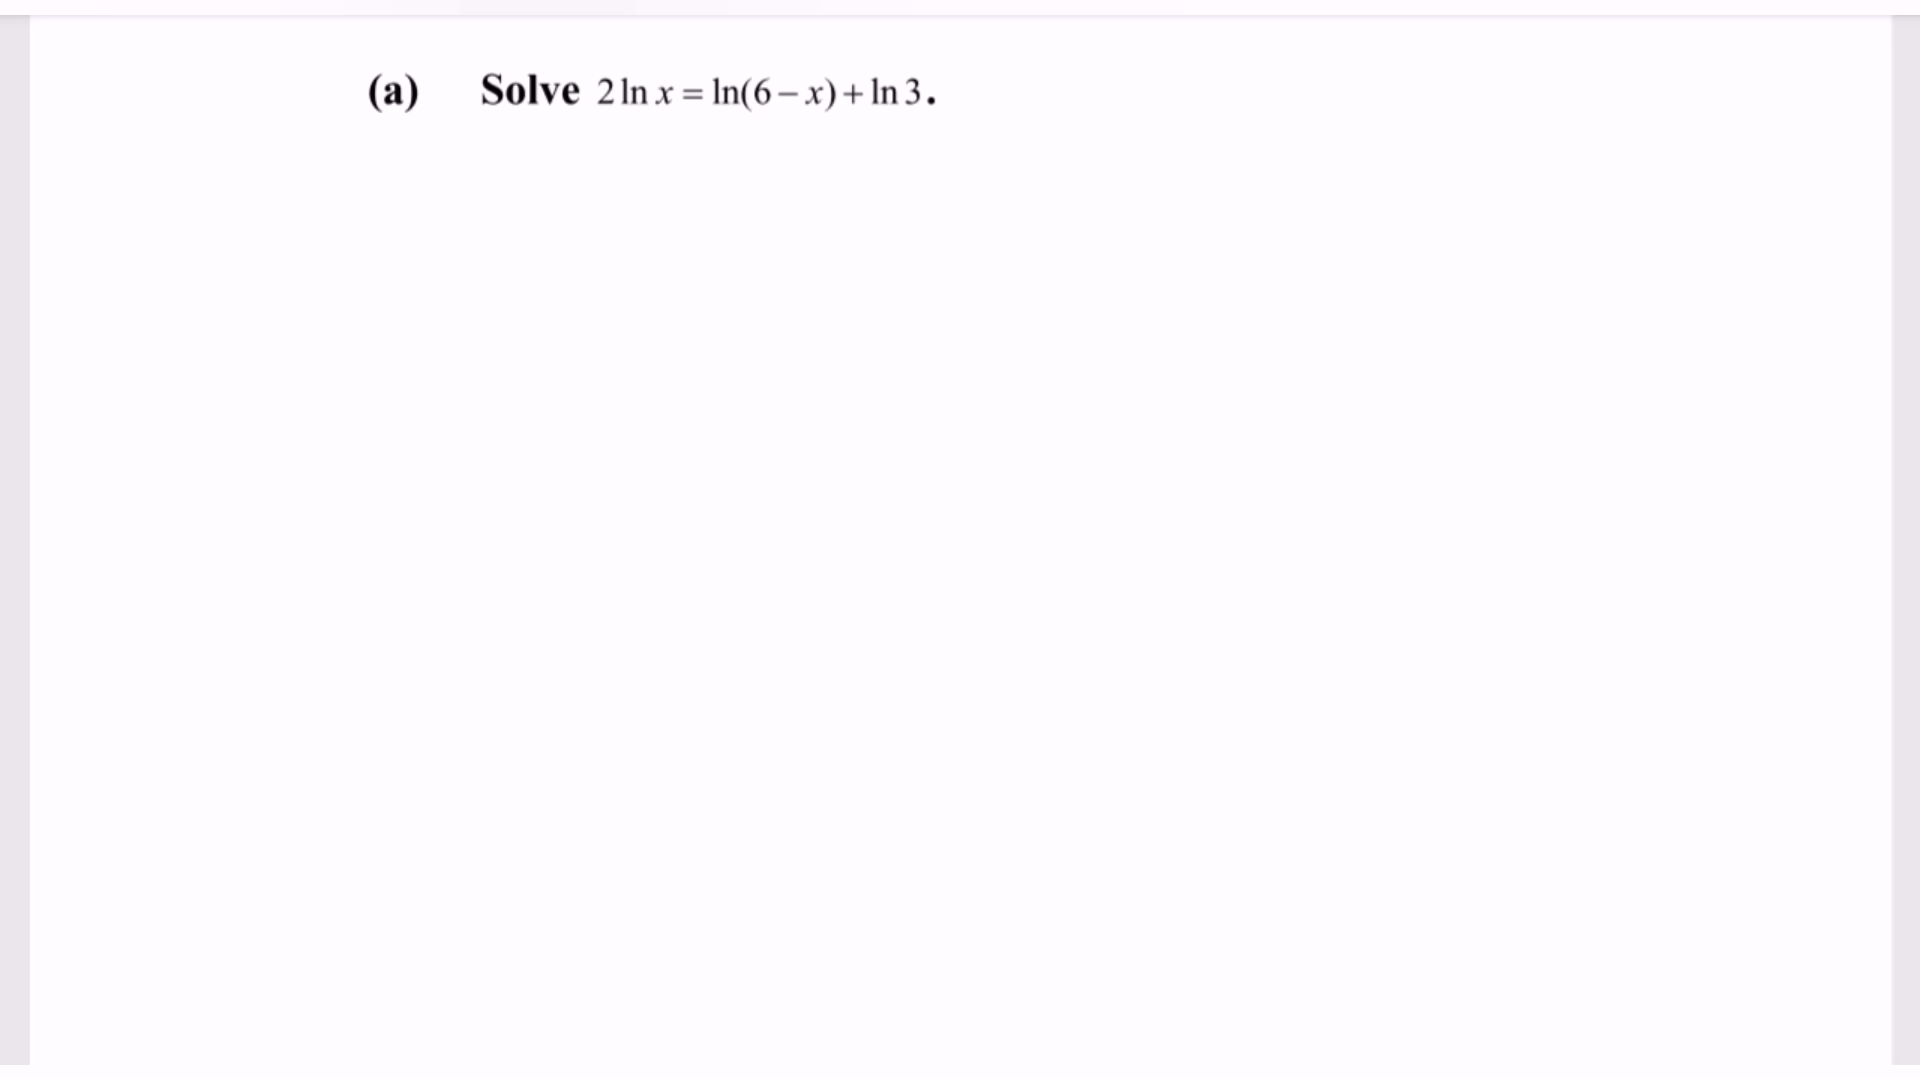 (a) Solve 2 ln x = ln(6 − x) + ln 3.